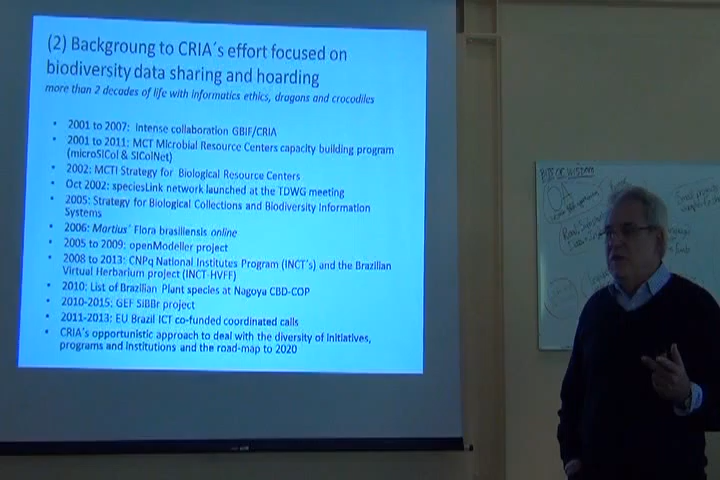 (2) Backgroung to CRIA´s effort focused on
biodiversity data sharing and hoarding
more than 2 decades of life with informatics ethics, dragons and crocodiles
• 2001 to 2007: Intense collaboration GBIF/CRIA
• 2001 to 2011: MCT Microbial Resource Centers capacity building program
(microSICol & SIColNet)
• 2002: MCTI Strategy for Biological Resource Centers
• Oct 2002: speciesLink network launched at the TDWG meeting
• 2005: Strategy for Biological Collections and Biodiversity Information
Systems
• 2006: Martius´ Flora brasiliensis online
• 2005 to 2009: openModeller project
• 2008 to 2013: CNPq National Institutes Program (INCT´s) and the Brazilian
Virtual Herbarium project (INCT-HVFF)
• 2010: List of Brazilian Plant species at Nagoya CBD-COP
• 2010-2015: GEF SiBBr project
• 2011-2013: EU Brazil ICT co-funded coordinated calls
• CRIA's opportunistic approach to deal with the diversity of initiatives,
programs and institutions and the road-map to 2020
BITS OF WISDOM
OA